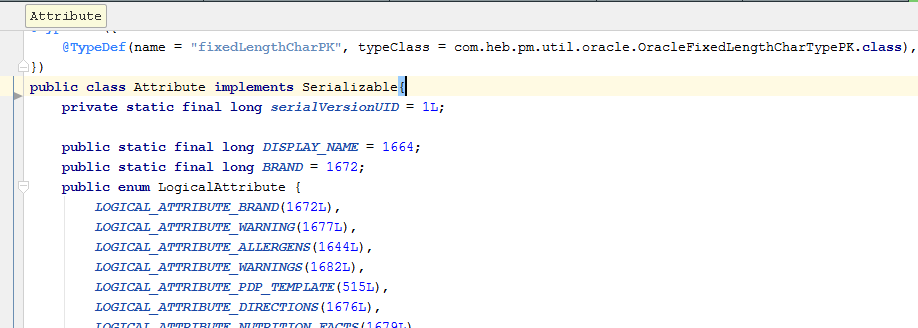 Attribute
@TypeDef(name = "fixedLengthCharPK", typeClass = com.heb.pm.util.oracle.OracleFixedLengthCharTypePK.class),
})
public class Attribute implements Serializable{
private static final long serialVersionUID = 1L;
public static final long DISPLAY_NAME = 1664;
public static final long BRAND = 1672;
public enum LogicalAttribute {
LOGICAL_ATTRIBUTE_BRAND(1672L),
LOGICAL_ATTRIBUTE_WARNING(1677L),
LOGICAL_ATTRIBUTE_ALLERGENS(1644L),
LOGICAL_ATTRIBUTE_WARNINGS(1682L),
LOGICAL_ATTRIBUTE_PDP_TEMPLATE(515L),
LOGICAL_ATTRIBUTE_DIRECTIONS(1676L),
LOGICAL_ATTRIBUTE_NUTRITION_FACTS(1679L)